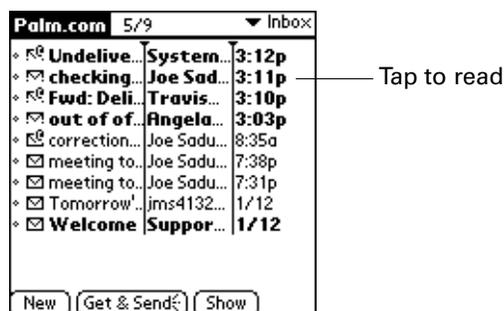 Palm.com 5/9 Inbox
Undelive... System... 3:12p
checking... Joe Sad... 3:11p Tap to read
Fwd: Deli... Travis... 3:10p
out of of... Angela... 3:03p
correction... Joe Sadu... 8:35a
meeting to... Joe Sadu... 7:38p
meeting to... Joe Sadu... 7:31p
Tomorrow'... jms4132... 1/12
Welcome Suppor... 1/12
New Get & Send Show